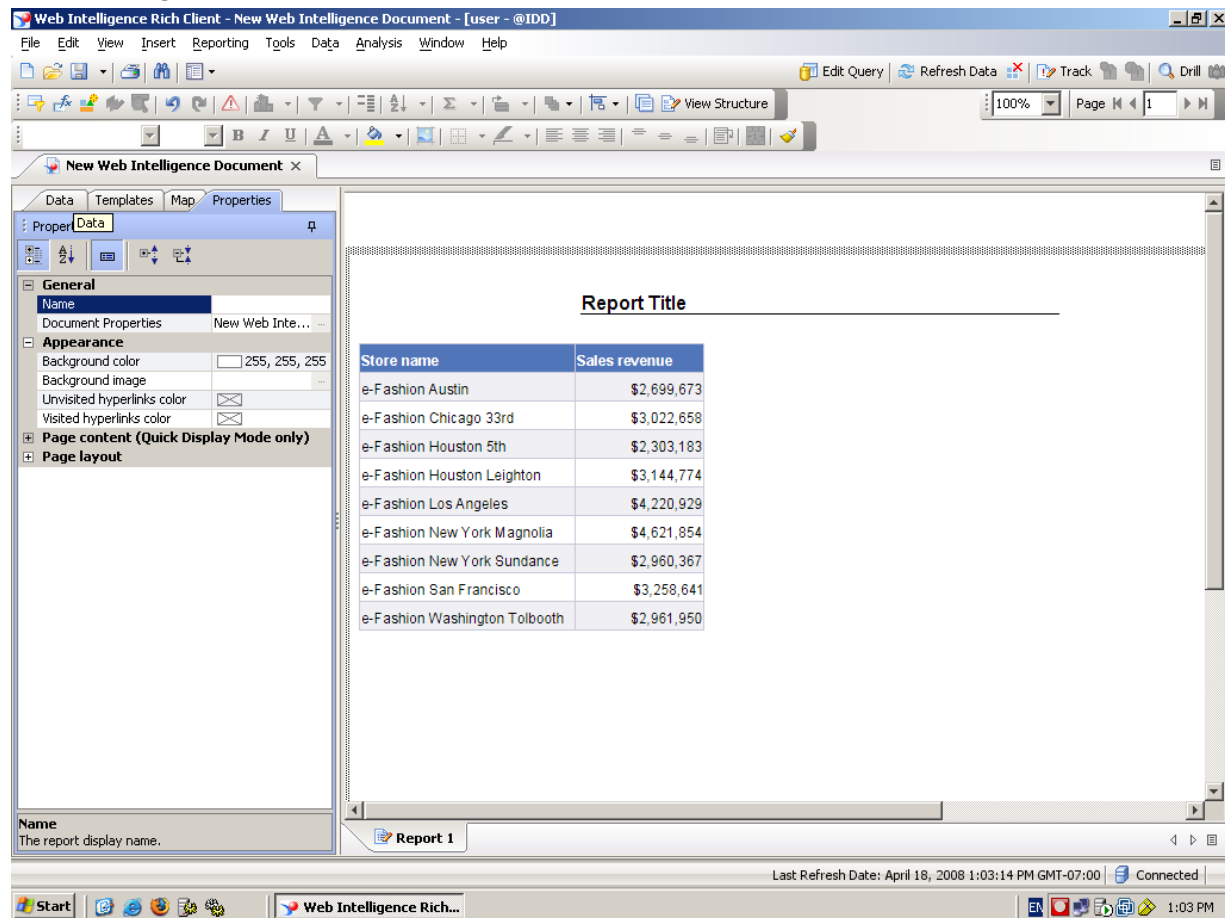 Web Intelligence Rich Client - New Web Intelligence Document - [user - @IDD]
File Edit View Insert Reporting Tools Data Analysis Window Help
Edit Query Refresh Data Track Drill
View Structure 100% Page 1
B I U A
New Web Intelligence Document
Data Templates Map Properties
Proper
Data
General
Name
Document Properties New Web Inte...
Appearance
Background color 255, 255, 255
Background image
Unvisited hyperlinks color
Visited hyperlinks color
Page content (Quick Display Mode only)
Page layout
Report Title
Store name Sales revenue
e-Fashion Austin $2,699,673
e-Fashion Chicago 33rd $3,022,658
e-Fashion Houston 5th $2,303,183
e-Fashion Houston Leighton $3,144,774
e-Fashion Los Angeles $4,220,929
e-Fashion New York Magnolia $4,621,854
e-Fashion New York Sundance $2,960,367
e-Fashion San Francisco $3,258,641
e-Fashion Washington Tolbooth $2,961,950
Name
The report display name.
Report 1
Last Refresh Date: April 18, 2008 1:03:14 PM GMT-07:00 Connected
Start Web Intelligence Rich... EN 1:03 PM